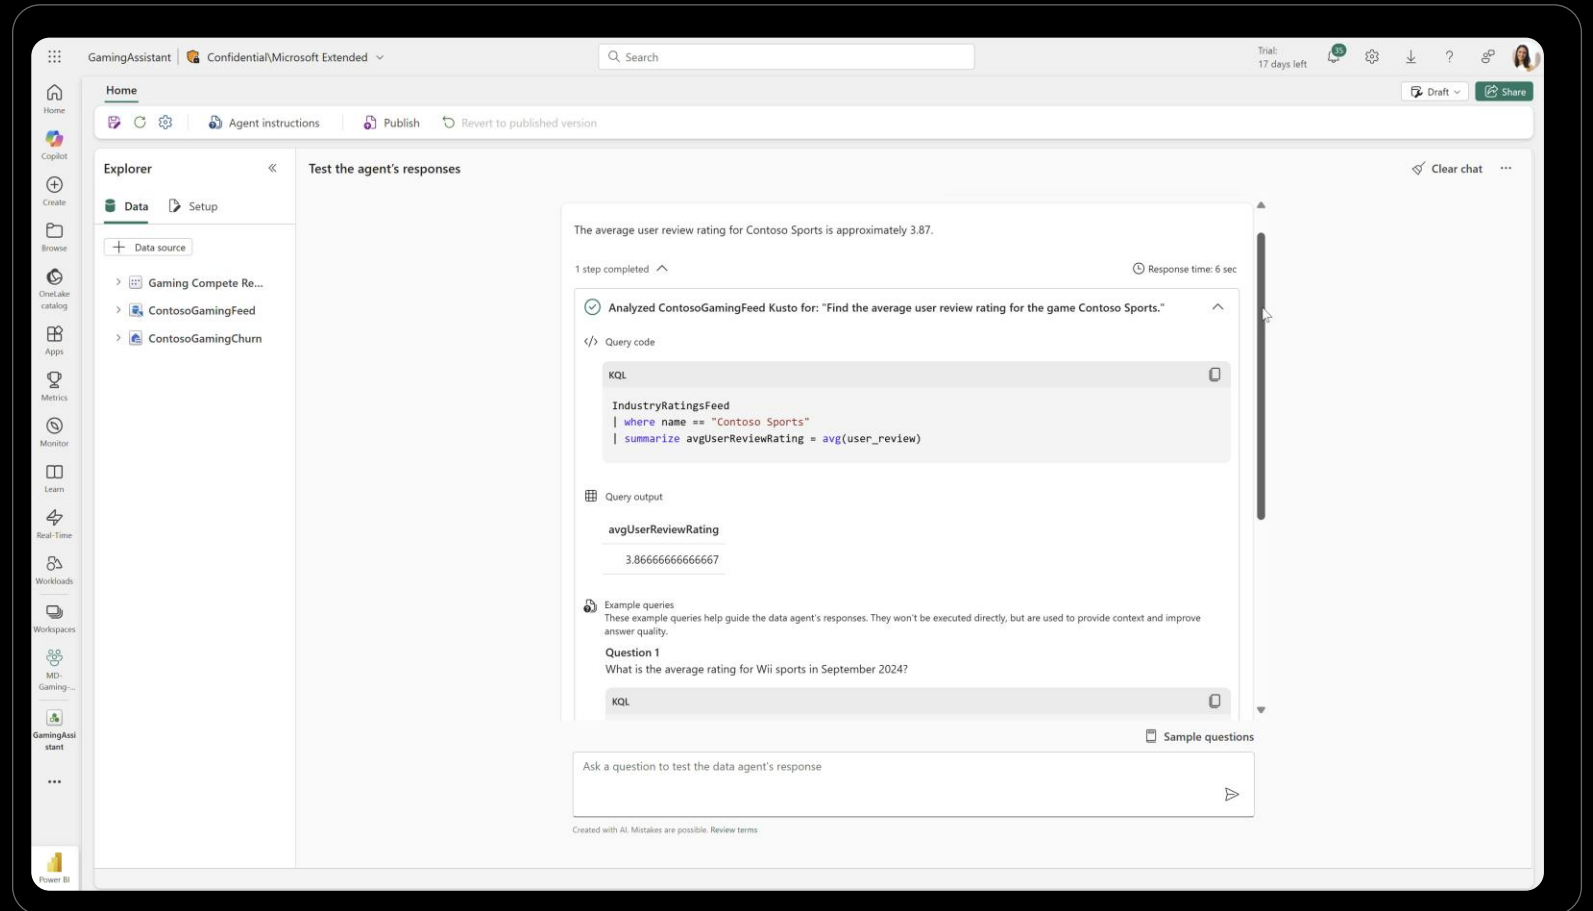 GamingAssistant
Confidential\Microsoft Extended
Search
Trial:
17 days left
35
Home
Draft
Share
Agent instructions
Publish
Revert to published version
Home
Copilot
Create
Browse
OneLake
catalog
Apps
Metrics
Monitor
Learn
Real-Time
Workloads
Workspaces
MD-
Gaming-...
GamingAssi
stant
Power BI
Explorer
Data
Setup
Data source
Gaming Compete Re...
ContosoGamingFeed
ContosoGamingChurn
Test the agent's responses
Clear chat
The average user review rating for Contoso Sports is approximately 3.87.
1 step completed
Response time: 6 sec
Analyzed ContosoGamingFeed Kusto for: "Find the average user review rating for the game Contoso Sports."
</> Query code
KQL
IndustryRatingsFeed
| where name == "Contoso Sports"
| summarize avgUserReviewRating = avg(user_review)
Query output
avgUserReviewRating
3.86666666666667
Example queries
These example queries help guide the data agent's responses. They won't be executed directly, but are used to provide context and improve
answer quality.
Question 1
What is the average rating for Wii sports in September 2024?
KQL
Sample questions
Ask a question to test the data agent's response
Created with AI. Mistakes are possible. Review terms